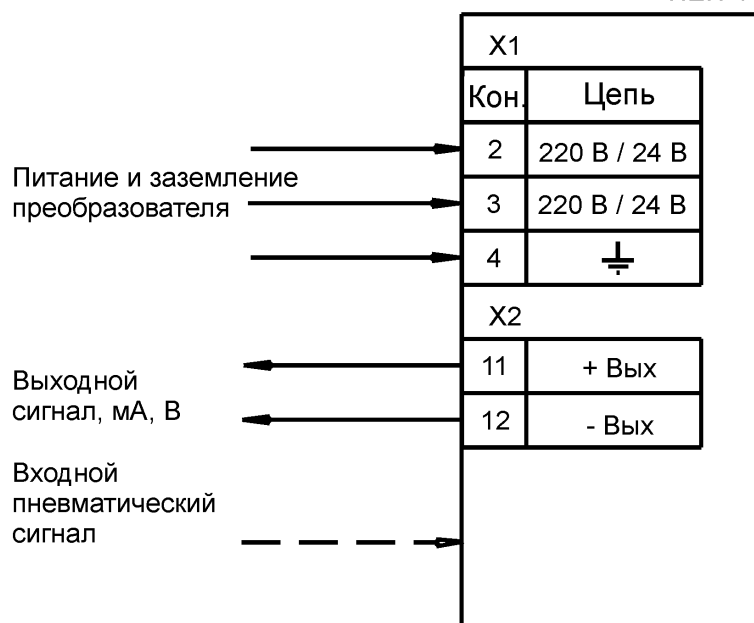 X1
Кон. Цепь
2 220 В / 24 В
3 220 В / 24 В
4
Питание и заземление
преобразователя
X2
11 + Вых
12 - Вых
Выходной
сигнал, мА, В
Входной
пневматический
сигнал